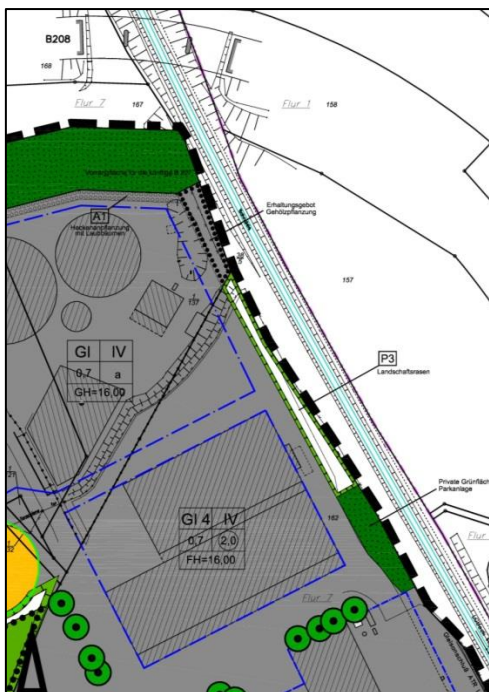 B208
168
Flur 7
167
Flur 1
158
A1
Heckenanpflanzung
mit Laubbäumen
Erhaltungsgebot
Gehölzpflanzung
157
137
P3
Landschaftsrasen
GI IV
0,7 a
GH=16,00
Private Grünfläche
Parkanlage
GI 4 IV
0,7 2,0
FH=16,00
162
Flur
Flur 7